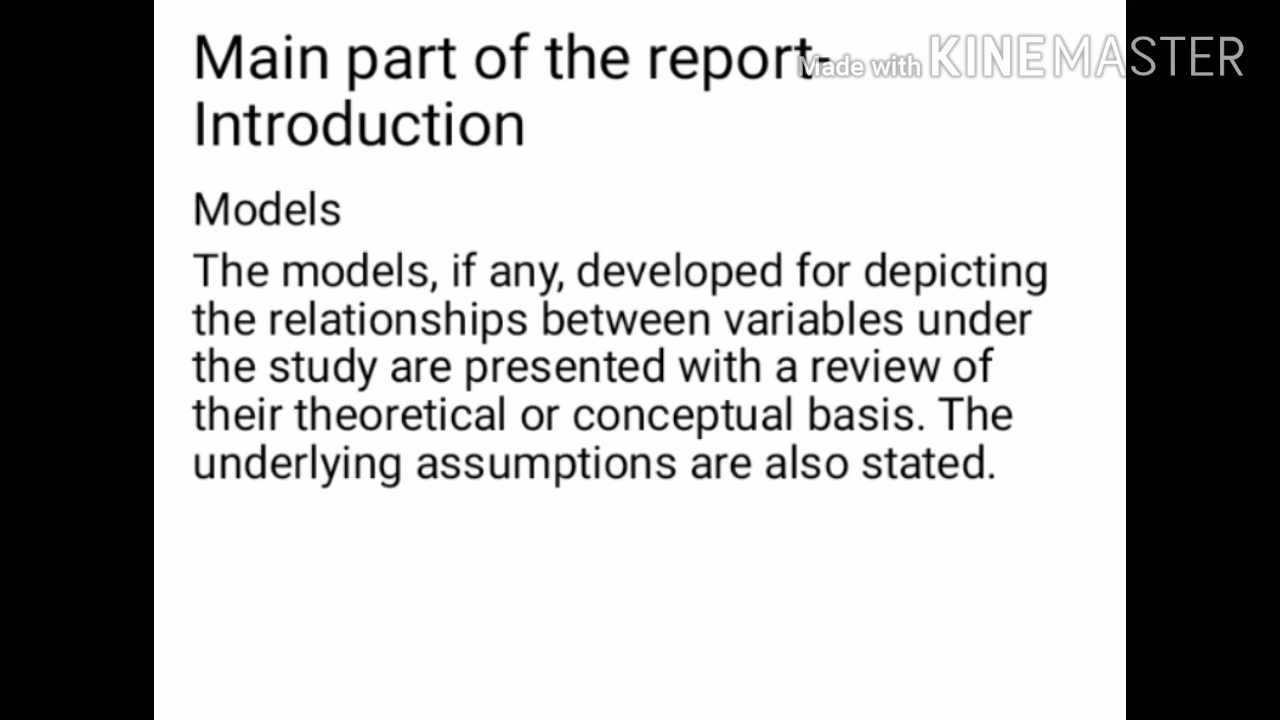 Main part of the report-
Made with KINEMASTER
Introduction
Models
The models, if any, developed for depicting
the relationships between variables under
the study are presented with a review of
their theoretical or conceptual basis. The
underlying assumptions are also stated.